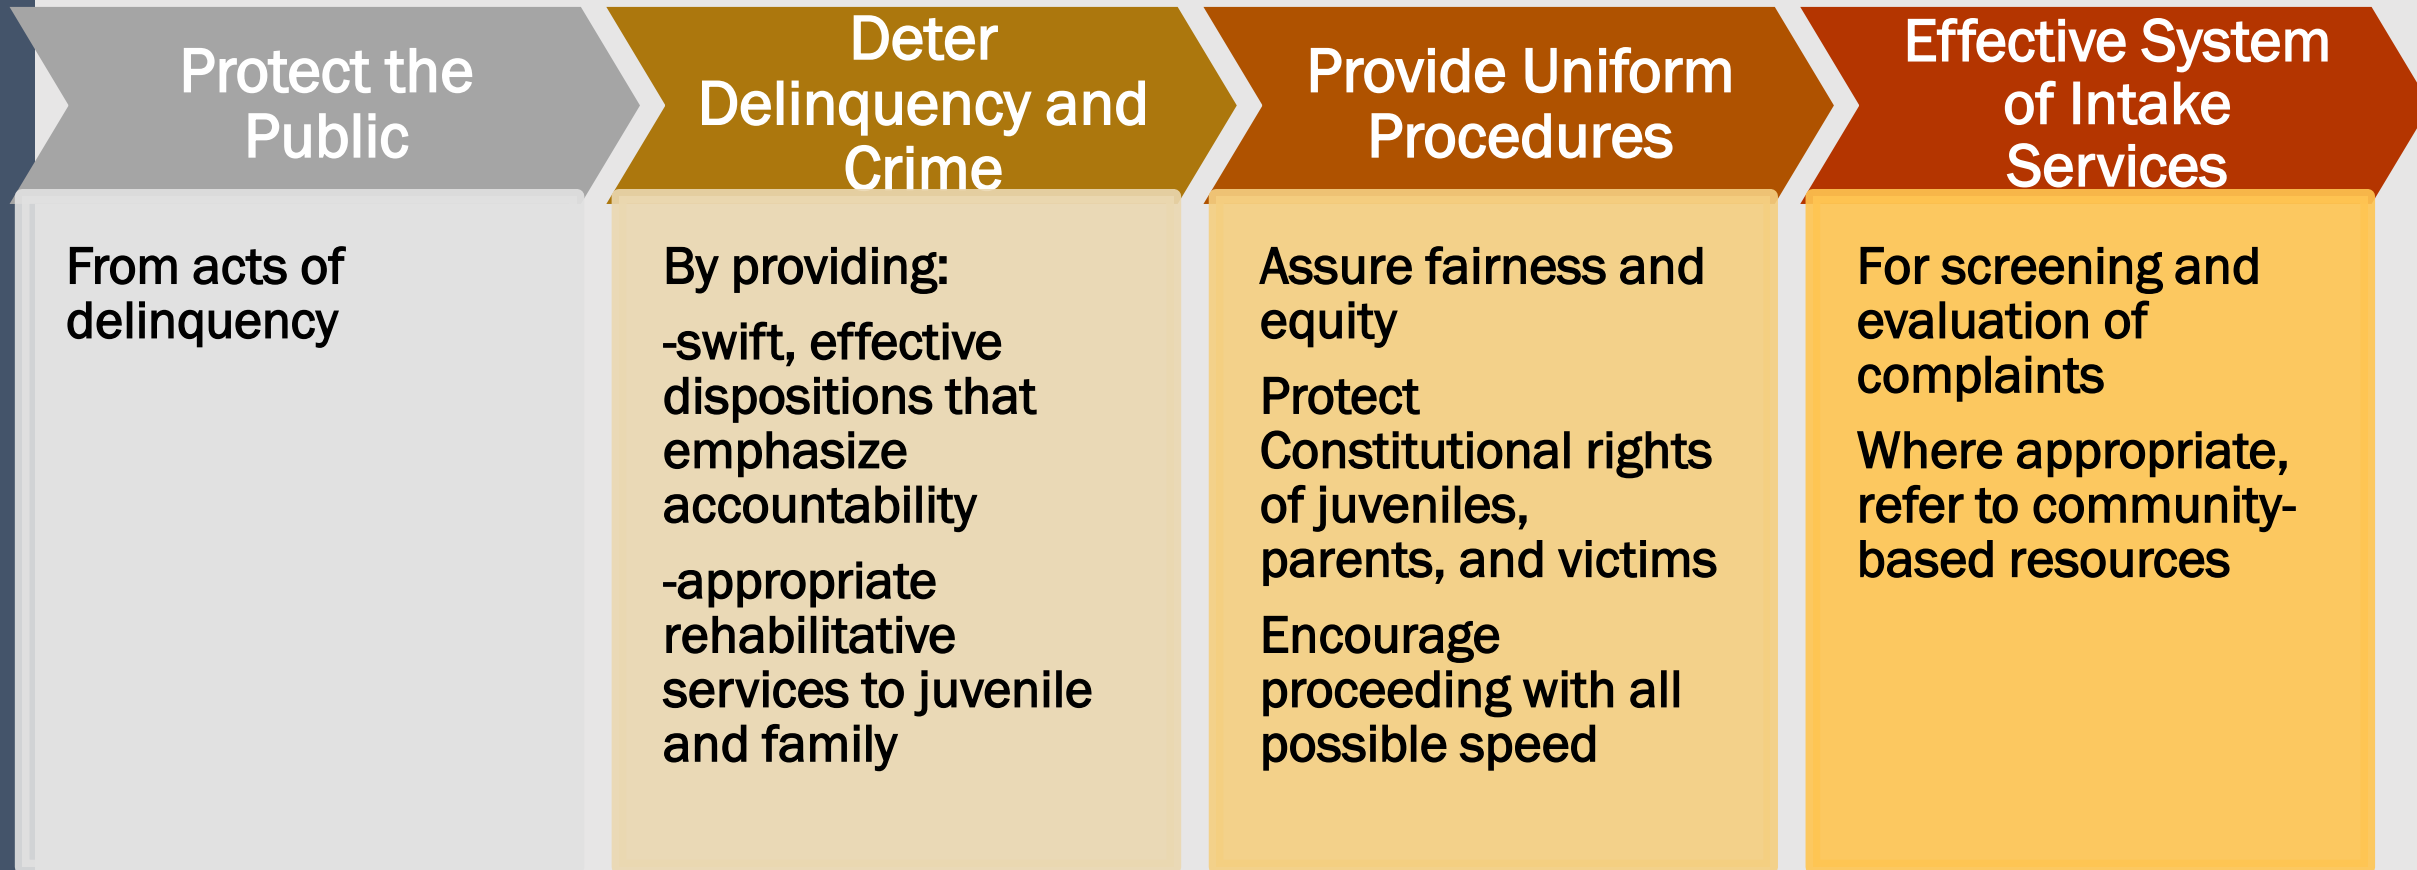 Protect the
Public
From acts of
delinquency
Deter
Delinquency and
Crime
By providing:
-swift, effective
dispositions that
emphasize
accountability
-appropriate
rehabilitative
services to juvenile
and family
Provide Uniform
Procedures
Assure fairness and
equity
Protect
Constitutional rights
of juveniles,
parents, and victims
Encourage
proceeding with all
possible speed
Effective System
of Intake
Services
For screening and
evaluation of
complaints
Where appropriate,
refer to community-
based resources